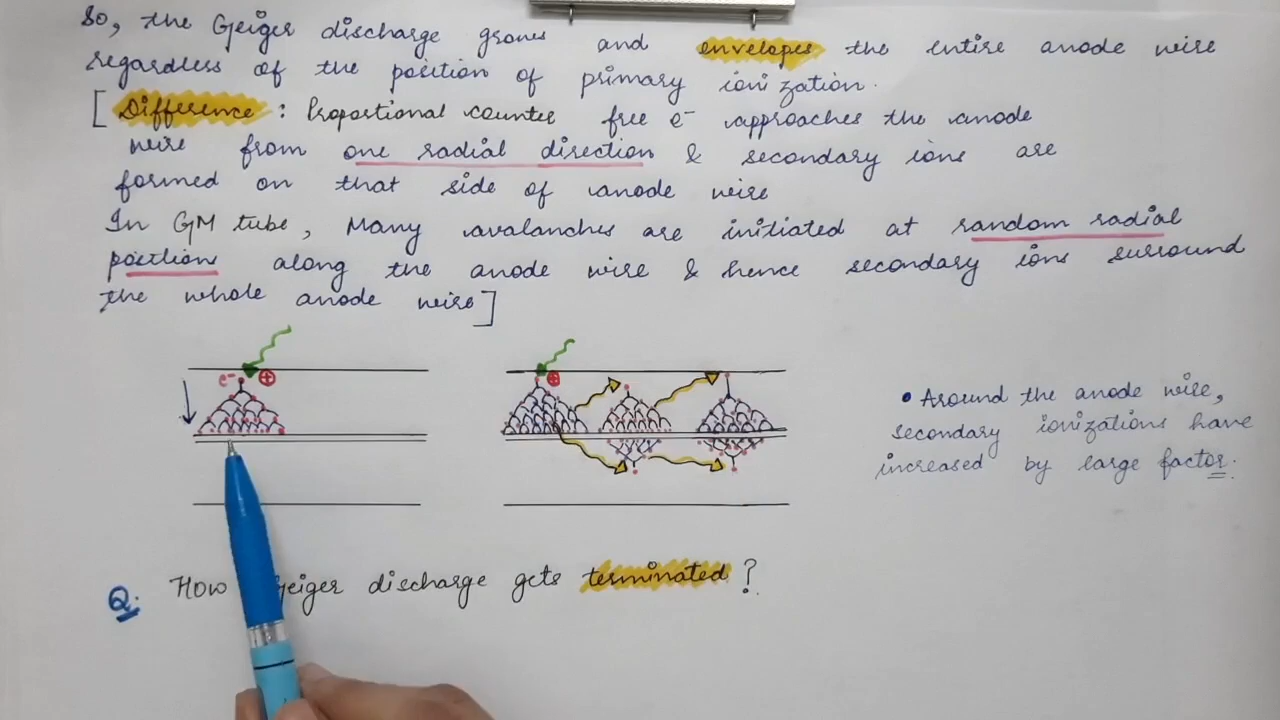 So, the Geiger discharge grows and envelopes the entire anode wire
regardless of the position of primary ionization.
[Difference : Proportional counter free e⁻ approaches the anode
wire from one radial direction & secondary ions are
formed on that side of anode wire
In GM tube, Many avalanches are initiated at random radial
positions along the anode wire & hence secondary ions surround
the whole anode wire]
e⁻ ⊕
⊕
• Around the anode wire,
secondary ionizations have
increased by large factor.
Q. How Geiger discharge gets terminated ?